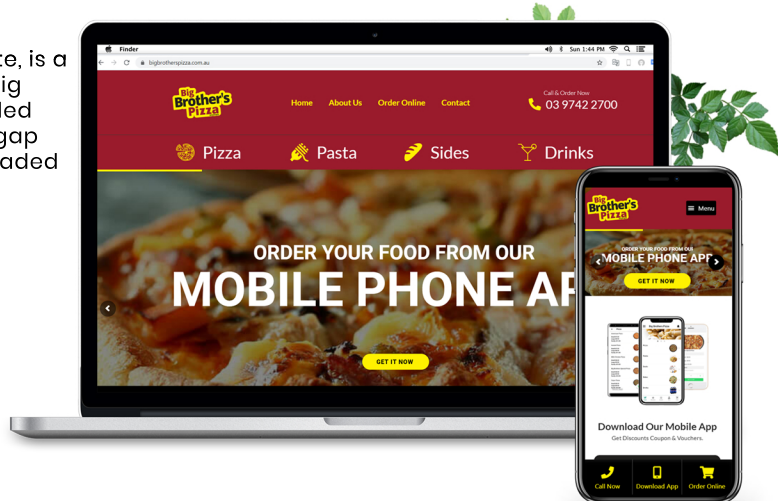 te, is a
ig
led
gap
aded
Finder
Sun 1:44 PM
bigbrotherspizza.com.au
Big
Brother's
Pizza
Home About Us Order Online Contact
Call & Order Now
03 9742 2700
Pizza Pasta Sides Drinks
ORDER YOUR FOOD FROM OUR
MOBILE PHONE AP
GET IT NOW
Big
Brother's
Pizza
Menu
ORDER YOUR FOOD FROM OUR
MOBILE PHONE APP
GET IT NOW
Download Our Mobile App
Get Discounts Coupon & Vouchers.
Call Now Download App Order Online